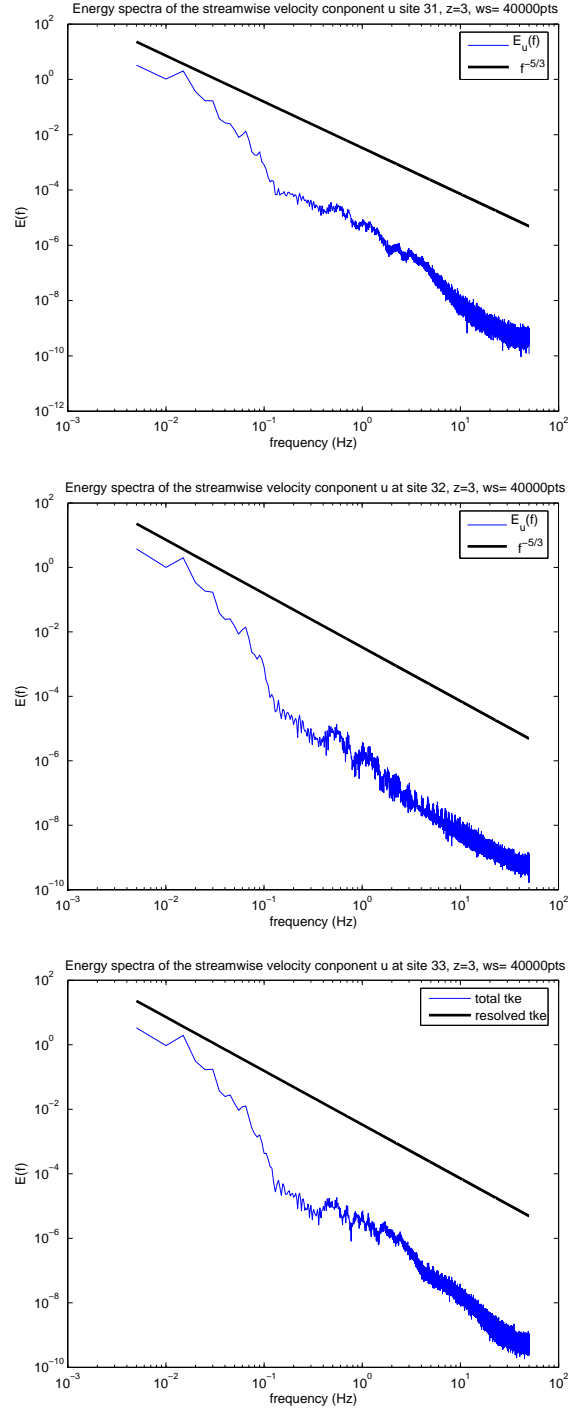 Energy spectra of the streamwise velocity conponent u site 31, z=3, ws= 40000pts
E_u(f)
f^-5/3
10^2
10^0
10^-2
10^-4
10^-6
10^-8
10^-10
10^-12
E(f)
10^-3
10^-2
10^-1
10^0
10^1
10^2
frequency (Hz)
Energy spectra of the streamwise velocity conponent u at site 32, z=3, ws= 40000pts
E_u(f)
f^-5/3
10^2
10^0
10^-2
10^-4
10^-6
10^-8
10^-10
E(f)
10^-3
10^-2
10^-1
10^0
10^1
10^2
frequency (Hz)
Energy spectra of the streamwise velocity conponent u at site 33, z=3, ws= 40000pts
total tke
resolved tke
10^2
10^0
10^-2
10^-4
10^-6
10^-8
10^-10
E(f)
10^-3
10^-2
10^-1
10^0
10^1
10^2
frequency (Hz)